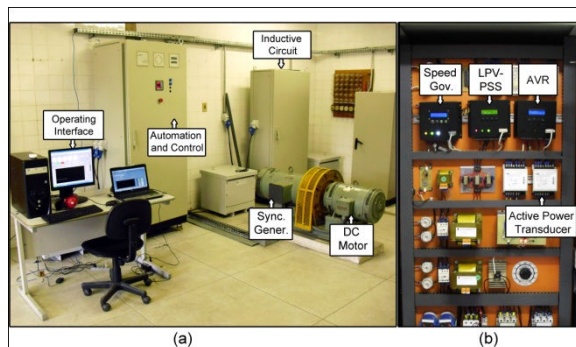 Inductive
Circuit
Operating
Interface
Automation
and Control
Sync.
Gener.
DC
Motor
(a)
Speed
Gov.
LPV-
PSS
AVR
Active Power
Transducer
(b)